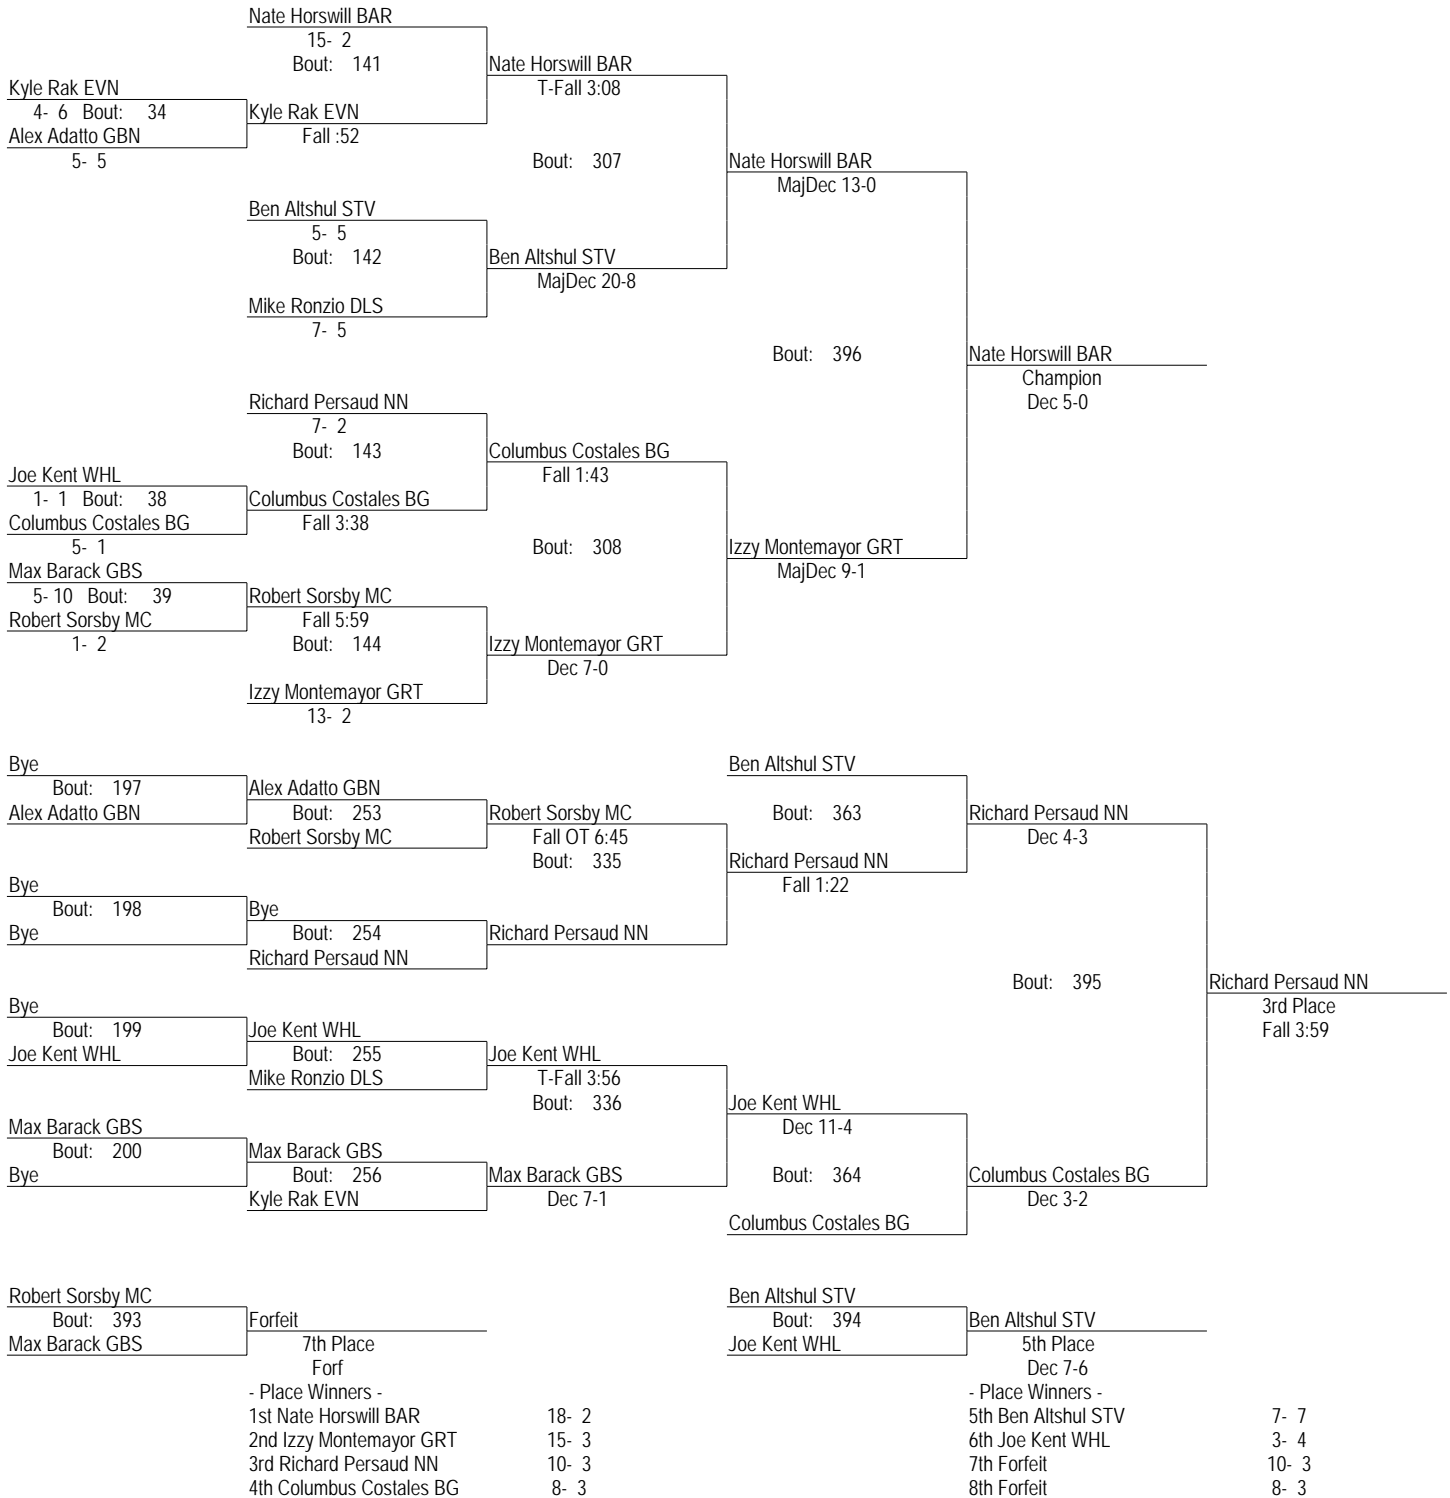 Nate Horswill BAR
15- 2
Bout: 141
Nate Horswill BAR
T-Fall 3:08
Kyle Rak EVN
4- 6 Bout: 34
Kyle Rak EVN
Fall :52
Alex Adatto GBN
5- 5
Bout: 307
Nate Horswill BAR
MajDec 13-0
Ben Altshul STV
5- 5
Bout: 142
Ben Altshul STV
MajDec 20-8
Mike Ronzio DLS
7- 5
Bout: 396
Nate Horswill BAR
Champion
Dec 5-0
Richard Persaud NN
7- 2
Bout: 143
Columbus Costales BG
Fall 1:43
Joe Kent WHL
1- 1 Bout: 38
Columbus Costales BG
Fall 3:38
Columbus Costales BG
5- 1
Bout: 308
Izzy Montemayor GRT
MajDec 9-1
Max Barack GBS
5- 10 Bout: 39
Robert Sorsby MC
Fall 5:59
Robert Sorsby MC
1- 2
Bout: 144
Izzy Montemayor GRT
Dec 7-0
Izzy Montemayor GRT
13- 2
Bye
Bout: 197
Alex Adatto GBN
Alex Adatto GBN
Bout: 253
Robert Sorsby MC
Robert Sorsby MC
Fall OT 6:45
Bout: 335
Ben Altshul STV
Bout: 363
Richard Persaud NN
Dec 4-3
Richard Persaud NN
Fall 1:22
Bye
Bout: 198
Bye
Bye
Bout: 254
Richard Persaud NN
Richard Persaud NN
Bout: 395
Richard Persaud NN
3rd Place
Fall 3:59
Bye
Bout: 199
Joe Kent WHL
Joe Kent WHL
Bout: 255
Mike Ronzio DLS
Joe Kent WHL
T-Fall 3:56
Bout: 336
Joe Kent WHL
Dec 11-4
Max Barack GBS
Bout: 200
Bye
Max Barack GBS
Bout: 256
Kyle Rak EVN
Max Barack GBS
Dec 7-1
Bout: 364
Columbus Costales BG
Dec 3-2
Columbus Costales BG
Robert Sorsby MC
Bout: 393
Max Barack GBS
Forfeit
7th Place
Forf
Ben Altshul STV
Bout: 394
Joe Kent WHL
Ben Altshul STV
5th Place
Dec 7-6
- Place Winners -
1st Nate Horswill BAR 18- 2
2nd Izzy Montemayor GRT 15- 3
3rd Richard Persaud NN 10- 3
4th Columbus Costales BG 8- 3
- Place Winners -
5th Ben Altshul STV 7- 7
6th Joe Kent WHL 3- 4
7th Forfeit 10- 3
8th Forfeit 8- 3